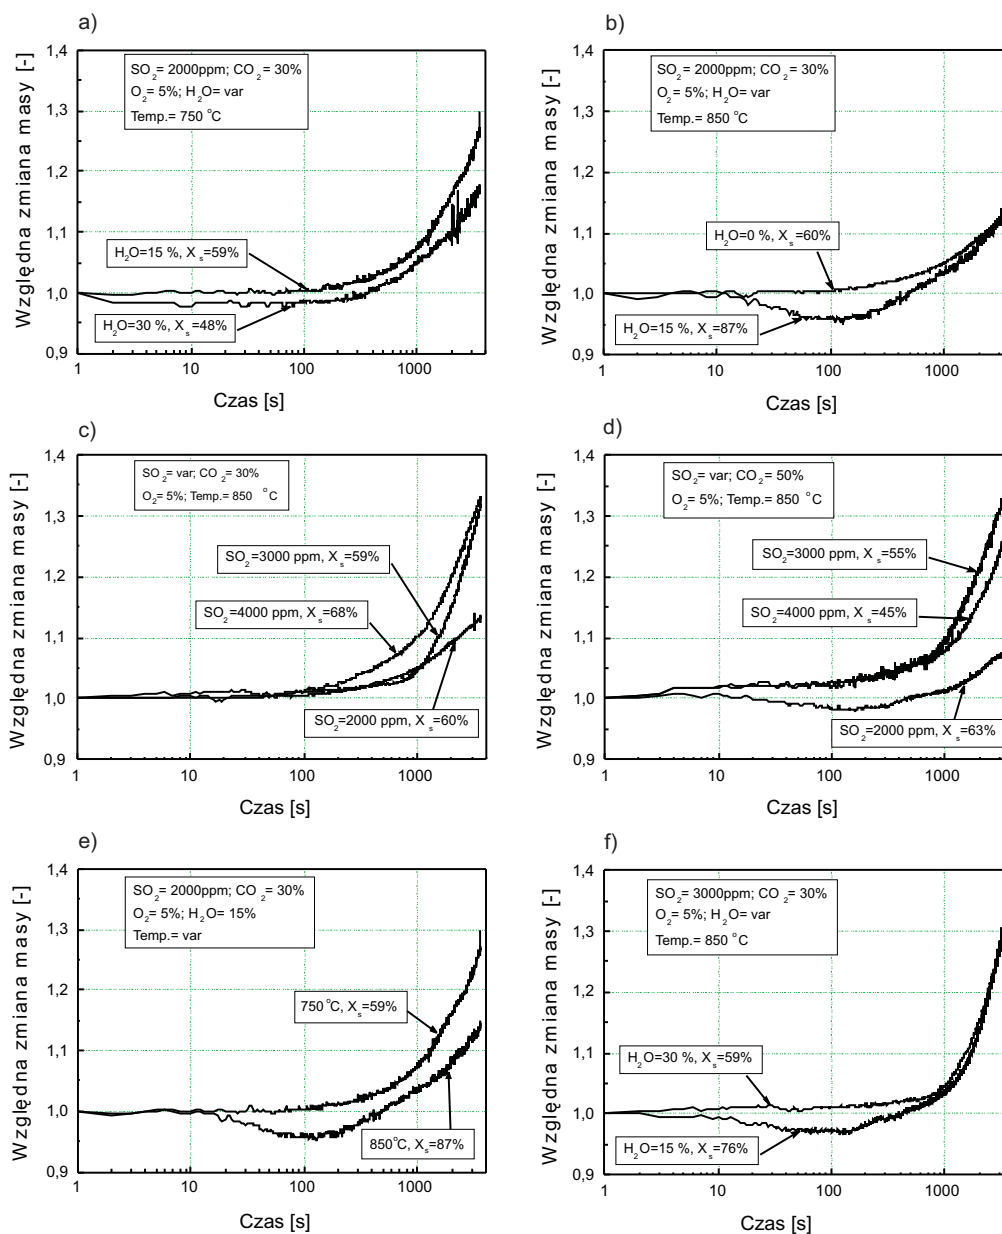 a)
Względna zmiana masy [-]
1,4
1,3
1,2
1,1
1,0
0,9
SO2= 2000ppm; CO2= 30%
O2= 5%; H2O= var
Temp.= 750 °C
H2O=15 %, Xs=59%
H2O=30 %, Xs=48%
1 10 100 1000
Czas [s]
b)
Względna zmiana masy [-]
1,4
1,3
1,2
1,1
1,0
0,9
SO2= 2000ppm; CO2= 30%
O2= 5%; H2O= var
Temp.= 850 °C
H2O=0 %, Xs=60%
H2O=15 %, Xs=87%
1 10 100 1000
Czas [s]
c)
Względna zmiana masy [-]
1,4
1,3
1,2
1,1
1,0
0,9
SO2= var; CO2= 30%
O2= 5%; Temp.= 850 °C
SO2=3000 ppm, Xs=59%
SO2=4000 ppm, Xs=68%
SO2=2000 ppm, Xs=60%
1 10 100 1000
Czas [s]
d)
Względna zmiana masy [-]
1,4
1,3
1,2
1,1
1,0
0,9
SO2= var; CO2= 50%
O2= 5%; Temp.= 850 °C
SO2=3000 ppm, Xs=55%
SO2=4000 ppm, Xs=45%
SO2=2000 ppm, Xs=63%
1 10 100 1000
Czas [s]
e)
Względna zmiana masy [-]
1,4
1,3
1,2
1,1
1,0
0,9
SO2= 2000ppm; CO2= 30%
O2= 5%; H2O= 15%
Temp.= var
750°C, Xs=59%
850°C, Xs=87%
1 10 100 1000
Czas [s]
f)
Względna zmiana masy [-]
1,4
1,3
1,2
1,1
1,0
0,9
SO2= 3000ppm; CO2= 30%
O2= 5%; H2O= var
Temp.= 850 °C
H2O=30 %, Xs=59%
H2O=15 %, Xs=76%
1 10 100 1000
Czas [s]